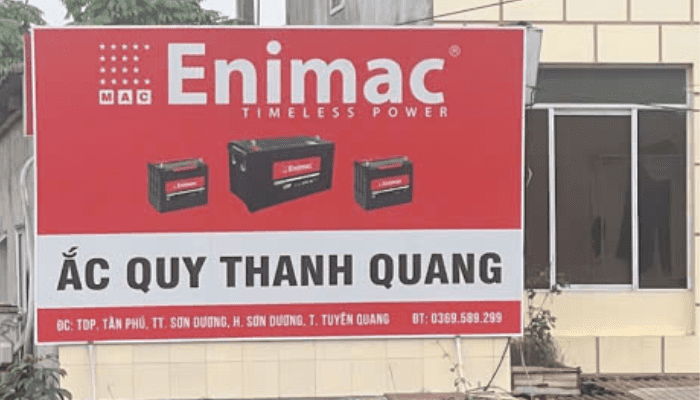 MAC
Enimac®
TIMELESS POWER
Enimac
Enimac
Enimac
ẮC QUY THANH QUANG
ĐC: TDP, TÂN PHÚ, TT. SƠN DƯƠNG, H. SƠN DƯƠNG, T. TUYÊN QUANG ĐT: 0369.589.299